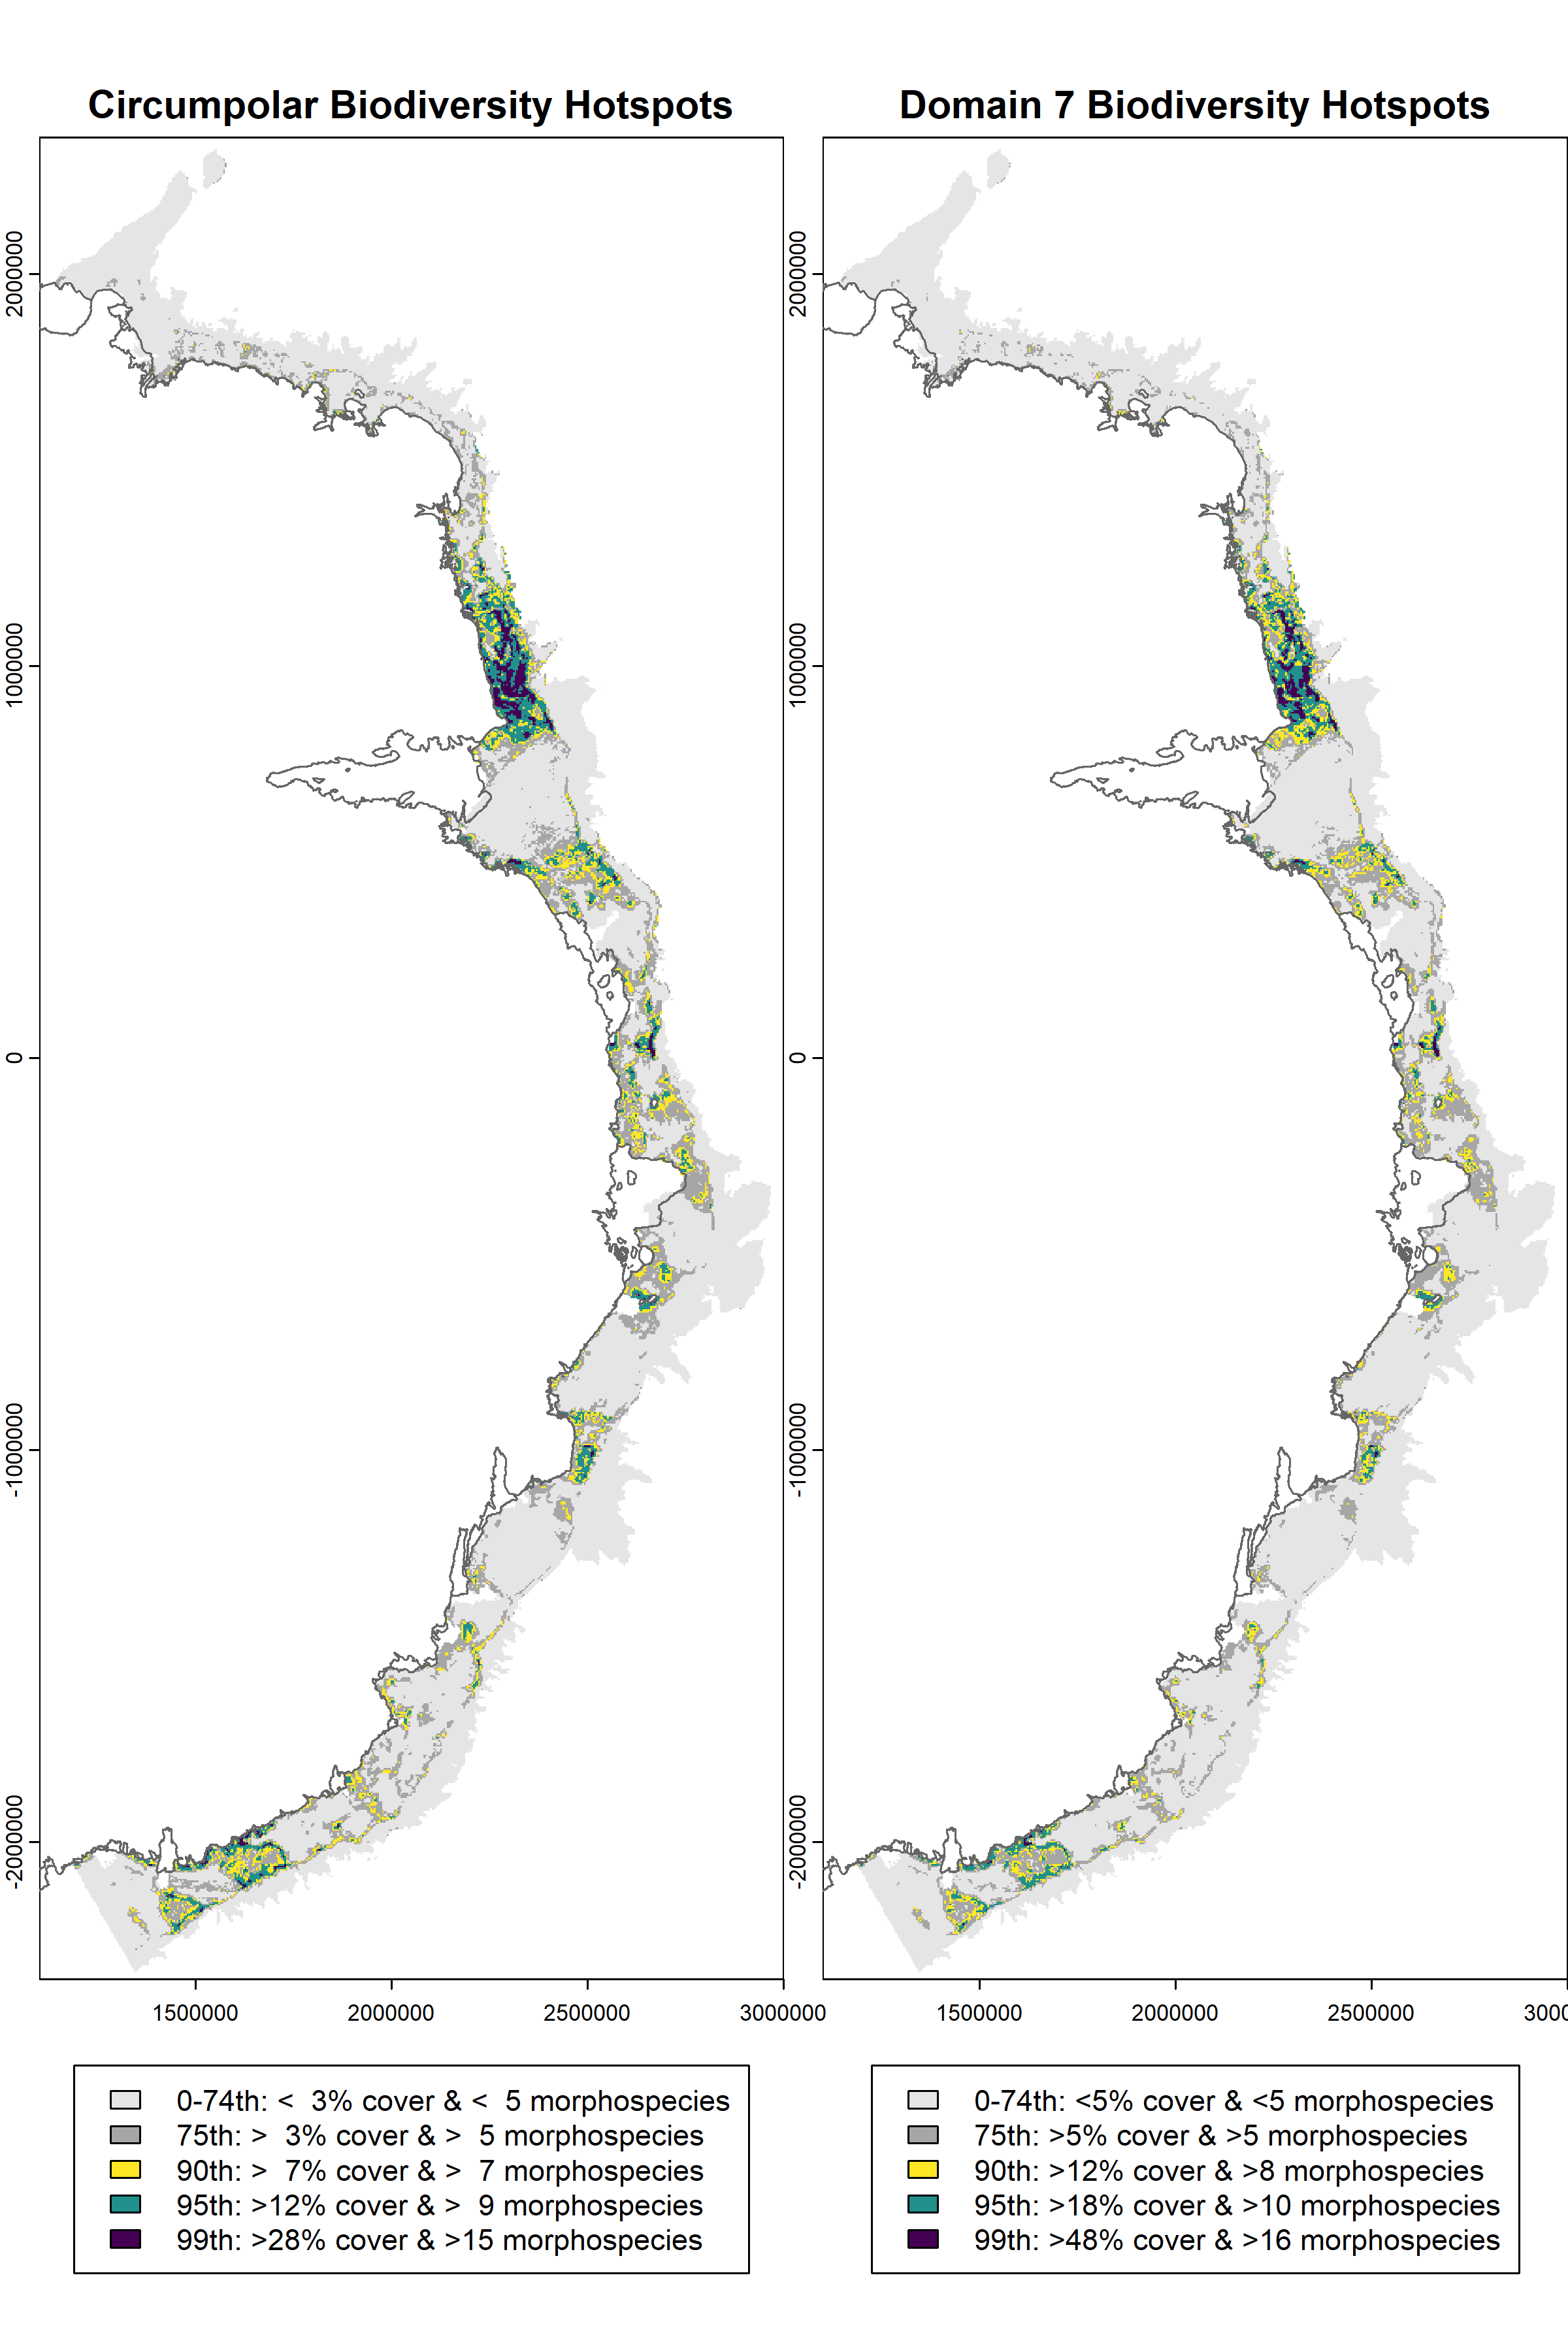 Circumpolar Biodiversity Hotspots
Domain 7 Biodiversity Hotspots
2000000
1000000
0
-1000000
-2000000
1500000
2000000
2500000
3000000
2000000
1000000
0
-1000000
-2000000
1500000
2000000
2500000
3000
0-74th: < 3% cover & < 5 morphospecies
75th: > 3% cover & > 5 morphospecies
90th: > 7% cover & > 7 morphospecies
95th: >12% cover & > 9 morphospecies
99th: >28% cover & >15 morphospecies
0-74th: <5% cover & <5 morphospecies
75th: >5% cover & >5 morphospecies
90th: >12% cover & >8 morphospecies
95th: >18% cover & >10 morphospecies
99th: >48% cover & >16 morphospecies